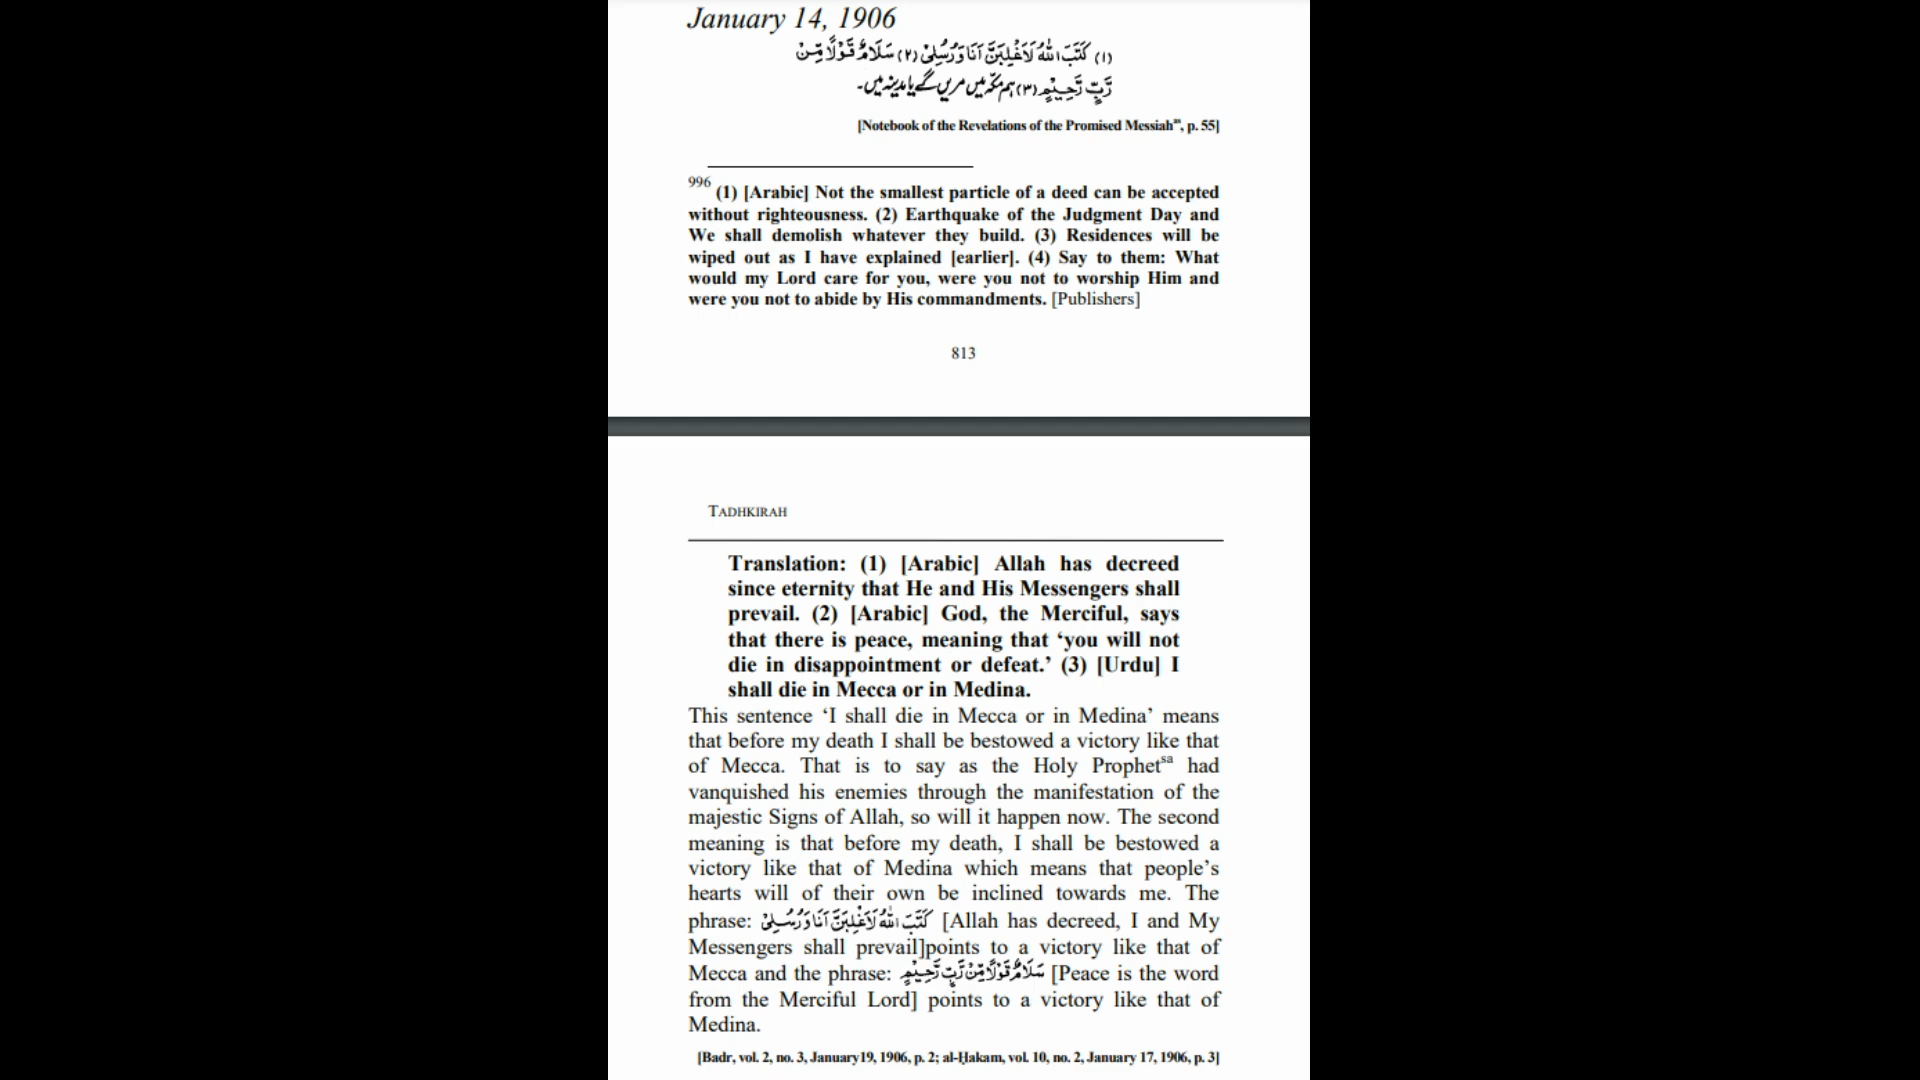 January 14, 1906
(۱) كَتَبَ اللّٰهُ لَاَغْلِبَنَّ اَنَا وَرُسُلِىْ (۲) سَلَامٌ قَوْلًا مِّنْ
رَّبٍّ رَّحِيْمٍ (۳) ہم مکّہ میں مریں گے یا مدینہ میں۔
[Notebook of the Revelations of the Promised Messiahas, p. 55]
996 (1) [Arabic] Not the smallest particle of a deed can be accepted
without righteousness. (2) Earthquake of the Judgment Day and
We shall demolish whatever they build. (3) Residences will be
wiped out as I have explained [earlier]. (4) Say to them: What
would my Lord care for you, were you not to worship Him and
were you not to abide by His commandments. [Publishers]
813
TADHKIRAH
Translation: (1) [Arabic] Allah has decreed
since eternity that He and His Messengers shall
prevail. (2) [Arabic] God, the Merciful, says
that there is peace, meaning that ‘you will not
die in disappointment or defeat.’ (3) [Urdu] I
shall die in Mecca or in Medina.
This sentence ‘I shall die in Mecca or in Medina’ means
that before my death I shall be bestowed a victory like that
of Mecca. That is to say as the Holy Prophetsa had
vanquished his enemies through the manifestation of the
majestic Signs of Allah, so will it happen now. The second
meaning is that before my death, I shall be bestowed a
victory like that of Medina which means that people’s
hearts will of their own be inclined towards me. The
phrase: كَتَبَ اللّٰهُ لَاَغْلِبَنَّ اَنَا وَرُسُلِىْ [Allah has decreed, I and My
Messengers shall prevail]points to a victory like that of
Mecca and the phrase: سَلَامٌ قَوْلًا مِّنْ رَّبٍّ رَّحِيْمٍ [Peace is the word
from the Merciful Lord] points to a victory like that of
Medina.
[Badr, vol. 2, no. 3, January19, 1906, p. 2; al-Ḥakam, vol. 10, no. 2, January 17, 1906, p. 3]